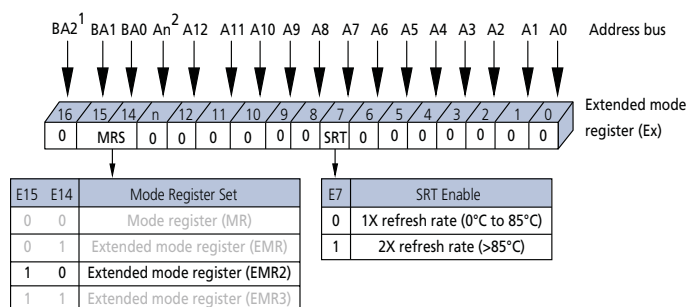 BA2¹ BA1 BA0 An² A12 A11 A10 A9 A8 A7 A6 A5 A4 A3 A2 A1 A0 Address bus
16 15 14 n 12 11 10 9 8 7 6 5 4 3 2 1 0 Extended mode
register (Ex)
0 MRS 0 0 0 0 0 0 SRT 0 0 0 0 0 0 0
E15 E14 Mode Register Set
0 0 Mode register (MR)
0 1 Extended mode register (EMR)
1 0 Extended mode register (EMR2)
1 1 Extended mode register (EMR3)
E7 SRT Enable
0 1X refresh rate (0°C to 85°C)
1 2X refresh rate (>85°C)